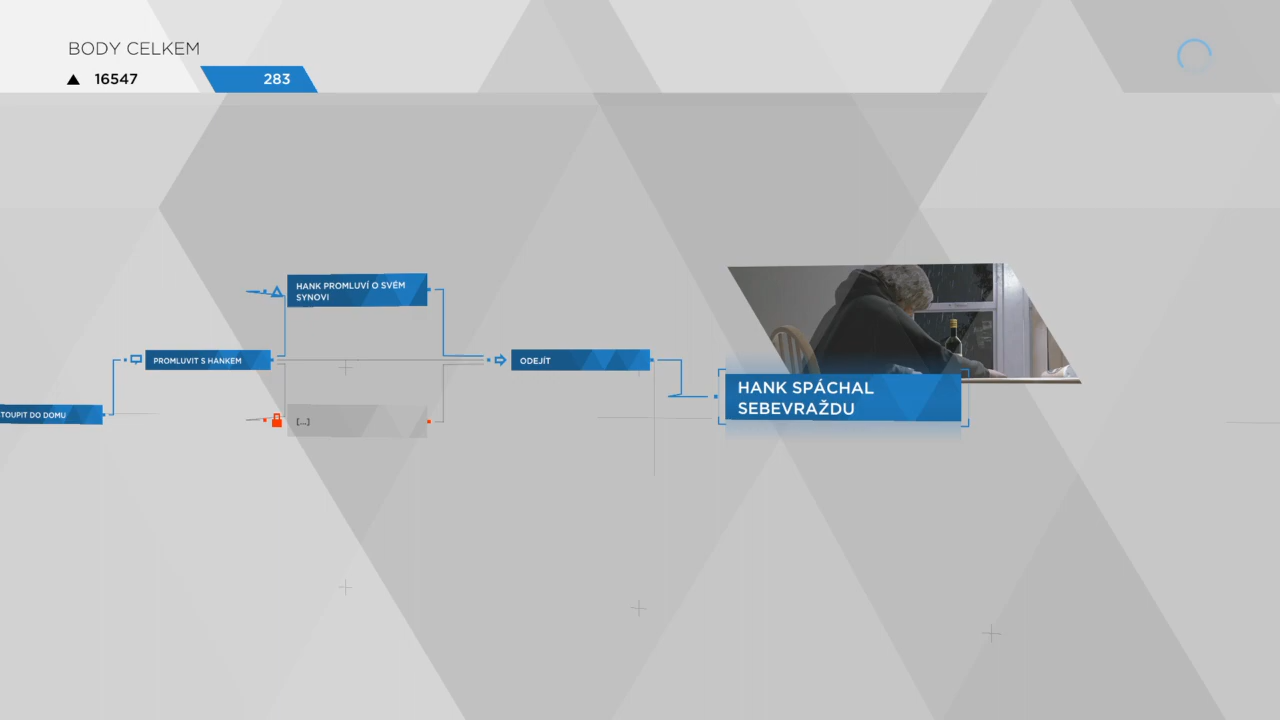 BODY CELKEM
16547
283
HANK PROMLUVÍ O SVÉM
SYNOVI
PROMLUVIT S HANKEM
ODEJÍT
TOUPIT DO DOMU
[...]
HANK SPÁCHAL
SEBEVRAŽDU